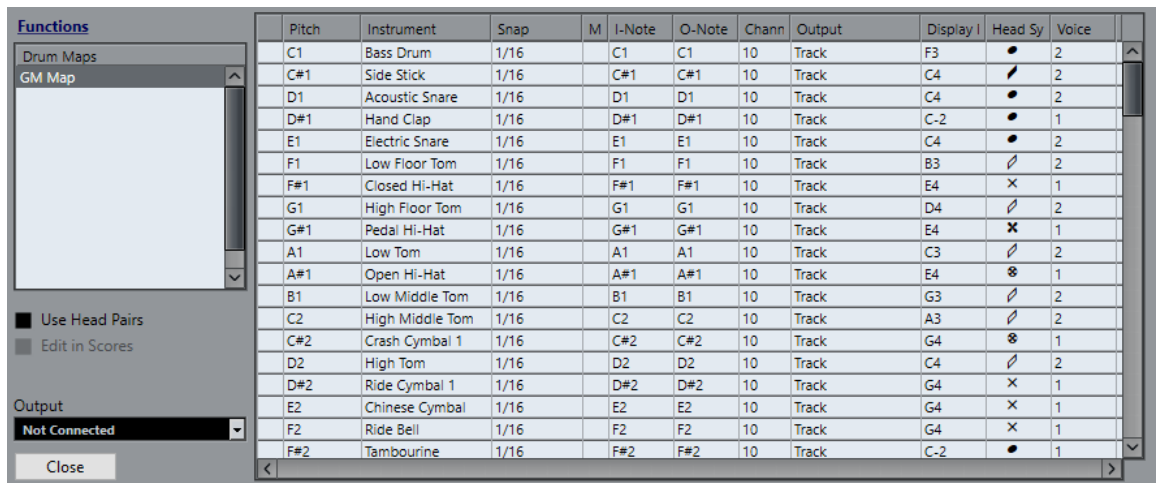 Functions
Drum Maps
GM Map
Use Head Pairs
Edit in Scores
Output
Not Connected
Close
Pitch Instrument Snap M I-Note O-Note Chann Output Display I Head Sy Voice
C1 Bass Drum 1/16 C1 C1 10 Track F3 2
C#1 Side Stick 1/16 C#1 C#1 10 Track C4 2
D1 Acoustic Snare 1/16 D1 D1 10 Track C4 2
D#1 Hand Clap 1/16 D#1 D#1 10 Track C-2 1
E1 Electric Snare 1/16 E1 E1 10 Track C4 2
F1 Low Floor Tom 1/16 F1 F1 10 Track B3 2
F#1 Closed Hi-Hat 1/16 F#1 F#1 10 Track E4 1
G1 High Floor Tom 1/16 G1 G1 10 Track D4 2
G#1 Pedal Hi-Hat 1/16 G#1 G#1 10 Track E4 1
A1 Low Tom 1/16 A1 A1 10 Track C3 2
A#1 Open Hi-Hat 1/16 A#1 A#1 10 Track E4 1
B1 Low Middle Tom 1/16 B1 B1 10 Track G3 2
C2 High Middle Tom 1/16 C2 C2 10 Track A3 2
C#2 Crash Cymbal 1 1/16 C#2 C#2 10 Track G4 1
D2 High Tom 1/16 D2 D2 10 Track C4 2
D#2 Ride Cymbal 1 1/16 D#2 D#2 10 Track G4 1
E2 Chinese Cymbal 1/16 E2 E2 10 Track G4 1
F2 Ride Bell 1/16 F2 F2 10 Track G4 1
F#2 Tambourine 1/16 F#2 F#2 10 Track C-2 1